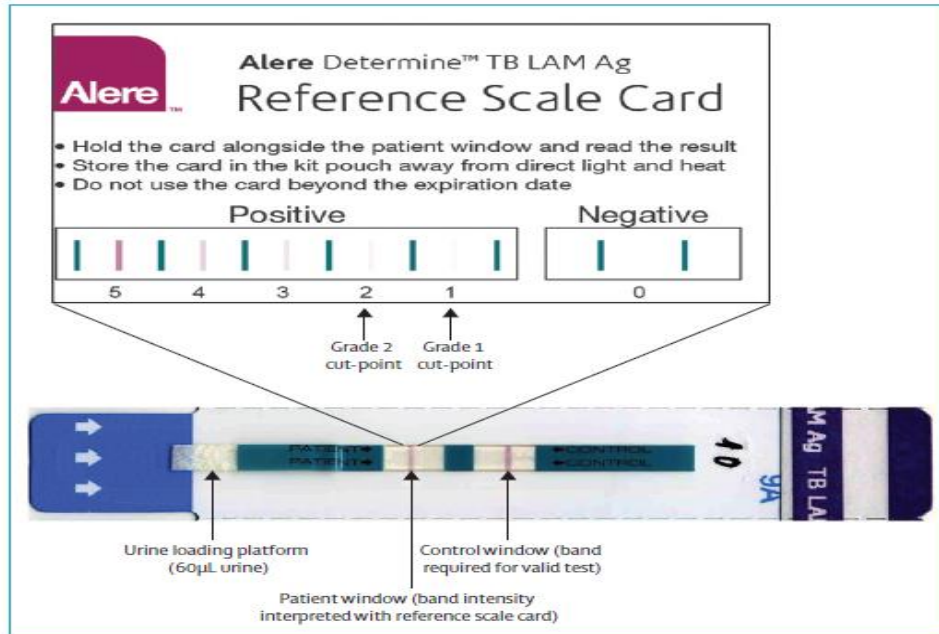 Alere
TM
Alere Determine™ TB LAM Ag
Reference Scale Card
• Hold the card alongside the patient window and read the result
• Store the card in the kit pouch away from direct light and heat
• Do not use the card beyond the expiration date
Positive
Negative
5 4 3 2 1 0
Grade 2
cut-point
Grade 1
cut-point
PATIENT
PATIENT
CONTROL
CONTROL
10
9A
AM Ag TB LA
Urine loading platform
(60μL urine)
Control window (band
required for valid test)
Patient window (band intensity
interpreted with reference scale card)